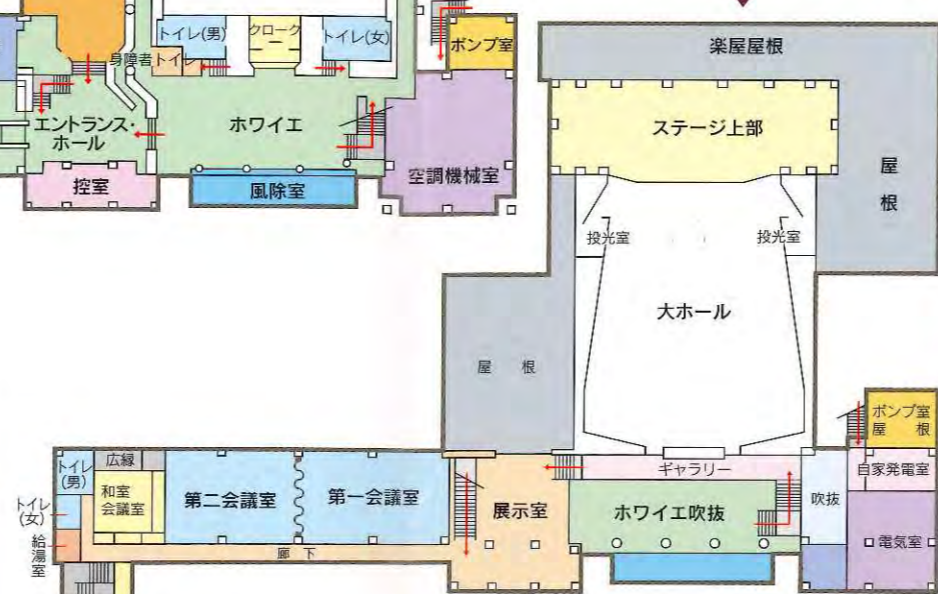 トイレ(男)
クローク
トイレ(女)
ポンプ室
身障者トイレ
エントランス・
ホール
ホワイエ
控室
風除室
空調機械室
楽屋屋根
ステージ上部
屋
根
投光室
投光室
大ホール
屋 根
ポンプ室
屋 根
トイレ
(男)
広縁
和室
会議室
第二会議室
第一会議室
展示室
ギャラリー
ホワイエ吹抜
吹抜
自家発電室
電気室
トイレ
(女)
給湯室
廊 下